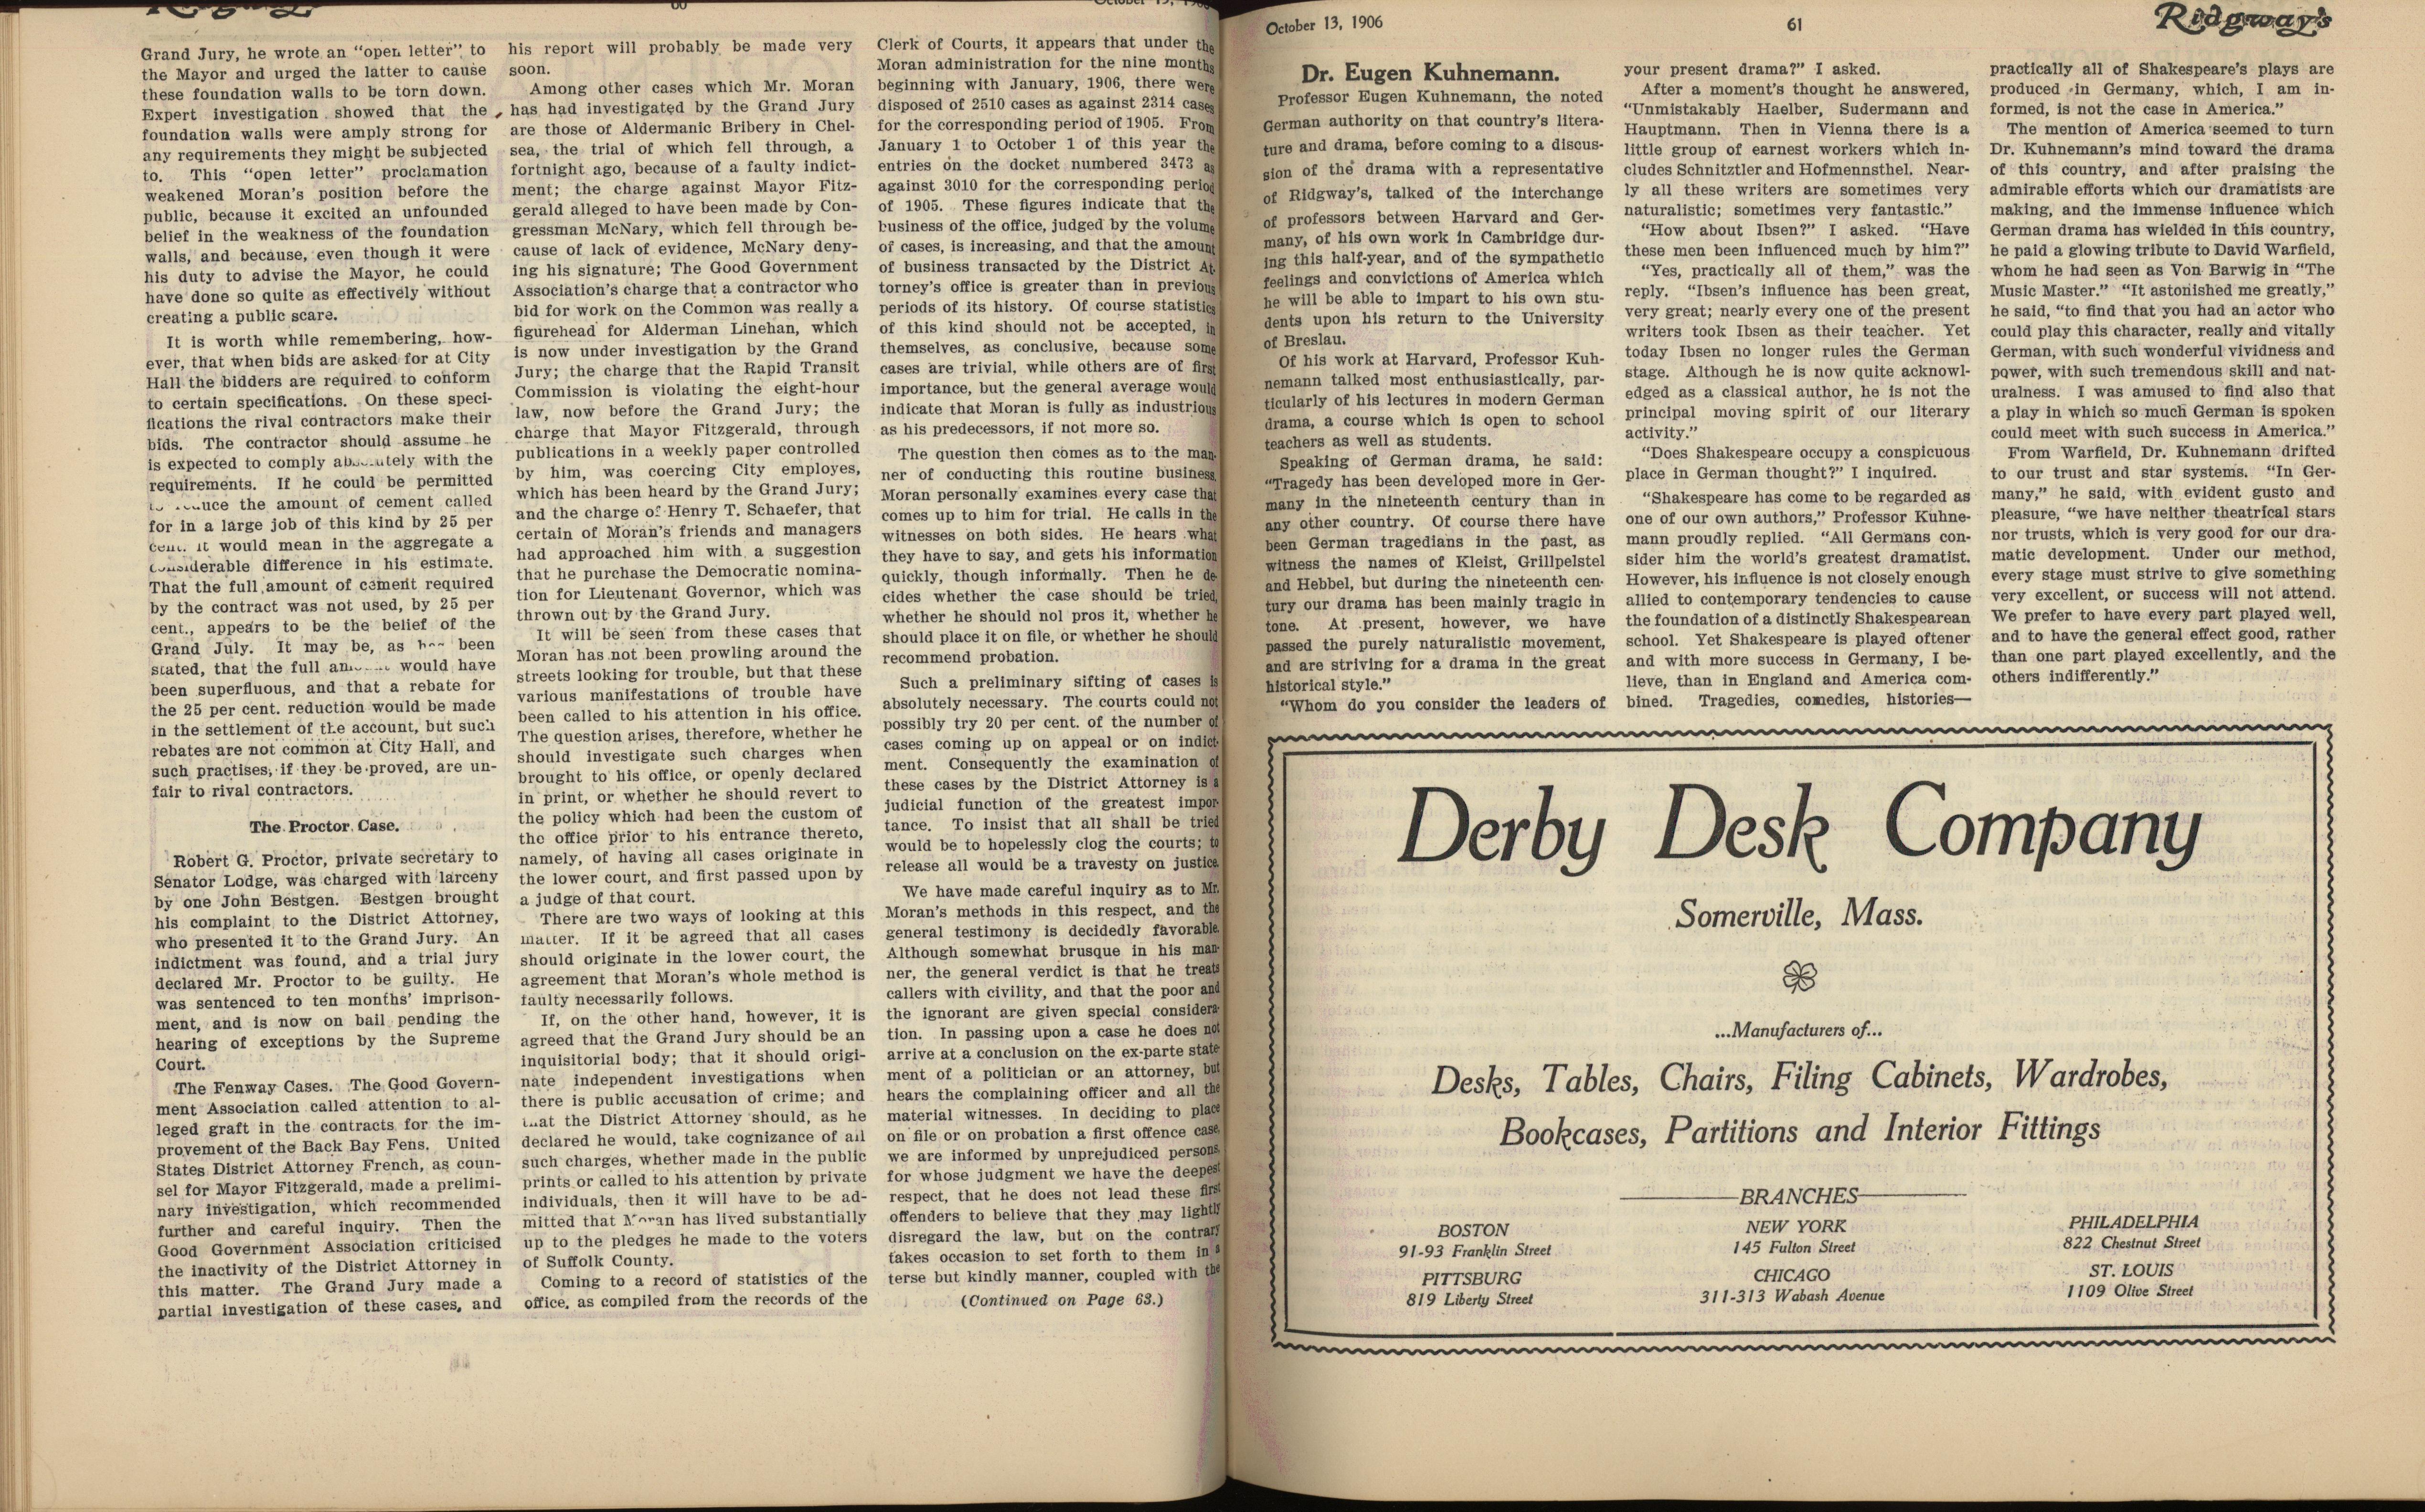 Grand Jury, he wrote an "open letter" to
the Mayor and urged the latter to cause
these foundation walls to be torn down.
Expert investigation showed that the
foundation walls were amply strong for
any requirements they might be subjected
to. This "open letter" proclamation
weakened Moran's position before the
public, because it excited an unfounded
belief in the weakness of the foundation
walls, and because, even though it were
his duty to advise the Mayor, he could
have done so quite as effectively without
creating a public scare.
It is worth while remembering, how-
ever, that when bids are asked for at City
Hall the bidders are required to conform
to certain specifications. On these speci-
fications the rival contractors make their
bids. The contractor should assume he
is expected to comply absolutely with the
requirements. If he could be permitted
to reduce the amount of cement called
for in a large job of this kind by 25 per
cent. it would mean in the aggregate a
considerable difference in his estimate.
That the full amount of cement required
by the contract was not used, by 25 per
cent., appears to be the belief of the
Grand July. It may be, as has been
stated, that the full amount would have
been superfluous, and that a rebate for
the 25 per cent. reduction would be made
in the settlement of the account, but such
rebates are not common at City Hall, and
such practises, if they be proved, are un-
fair to rival contractors.
The Proctor Case.
Robert G. Proctor, private secretary to
Senator Lodge, was charged with larceny
by one John Bestgen. Bestgen brought
his complaint to the District Attorney,
who presented it to the Grand Jury. An
indictment was found, and a trial jury
declared Mr. Proctor to be guilty. He
was sentenced to ten months' imprison-
ment, and is now on bail pending the
hearing of exceptions by the Supreme
Court.
The Fenway Cases. The Good Govern-
ment Association called attention to al-
leged graft in the contracts for the im-
provement of the Back Bay Fens. United
States District Attorney French, as coun-
sel for Mayor Fitzgerald, made a prelimi-
nary investigation, which recommended
further and careful inquiry. Then the
Good Government Association criticised
the inactivity of the District Attorney in
this matter. The Grand Jury made a
partial investigation of these cases, and
his report will probably be made very
soon.
Among other cases which Mr. Moran
has had investigated by the Grand Jury
are those of Aldermanic Bribery in Chel-
sea, the trial of which fell through, a
fortnight ago, because of a faulty indict-
ment; the charge against Mayor Fitz-
gerald alleged to have been made by Con-
gressman McNary, which fell through be-
cause of lack of evidence, McNary deny-
ing his signature; The Good Government
Association's charge that a contractor who
bid for work on the Common was really a
figurehead for Alderman Linehan, which
is now under investigation by the Grand
Jury; the charge that the Rapid Transit
Commission is violating the eight-hour
law, now before the Grand Jury; the
charge that Mayor Fitzgerald, through
publications in a weekly paper controlled
by him, was coercing City employes,
which has been heard by the Grand Jury;
and the charge of Henry T. Schaefer, that
certain of Moran's friends and managers
had approached him with a suggestion
that he purchase the Democratic nomina-
tion for Lieutenant Governor, which was
thrown out by the Grand Jury.
It will be seen from these cases that
Moran has not been prowling around the
streets looking for trouble, but that these
various manifestations of trouble have
been called to his attention in his office.
The question arises, therefore, whether he
should investigate such charges when
brought to his office, or openly declared
in print, or whether he should revert to
the policy which had been the custom of
the office prior to his entrance thereto,
namely, of having all cases originate in
the lower court, and first passed upon by
a judge of that court.
There are two ways of looking at this
matter. If it be agreed that all cases
should originate in the lower court, the
agreement that Moran's whole method is
faulty necessarily follows.
If, on the other hand, however, it is
agreed that the Grand Jury should be an
inquisitorial body; that it should origi-
nate independent investigations when
there is public accusation of crime; and
that the District Attorney should, as he
declared he would, take cognizance of all
such charges, whether made in the public
prints or called to his attention by private
individuals, then it will have to be ad-
mitted that Moran has lived substantially
up to the pledges he made to the voters
of Suffolk County.
Coming to a record of statistics of the
office, as compiled from the records of the
Clerk of Courts, it appears that under the
Moran administration for the nine months
beginning with January, 1906, there were
disposed of 2510 cases as against 2314 cases
for the corresponding period of 1905. From
January 1 to October 1 of this year the
entries on the docket numbered 3473 as
against 3010 for the corresponding period
of 1905. These figures indicate that the
business of the office, judged by the volume
of cases, is increasing, and that the amount
of business transacted by the District At-
torney's office is greater than in previous
periods of its history. Of course statistics
of this kind should not be accepted, in
themselves, as conclusive, because some
cases are trivial, while others are of first
importance, but the general average would
indicate that Moran is fully as industrious
as his predecessors, if not more so.
The question then comes as to the man-
ner of conducting this routine business.
Moran personally examines every case that
comes up to him for trial. He calls in the
witnesses on both sides. He hears what
they have to say, and gets his information
quickly, though informally. Then he de-
cides whether the case should be tried,
whether he should nol pros it, whether he
should place it on file, or whether he should
recommend probation.
Such a preliminary sifting of cases is
absolutely necessary. The courts could not
possibly try 20 per cent. of the number of
cases coming up on appeal or on indict-
ment. Consequently the examination of
these cases by the District Attorney is a
judicial function of the greatest impor-
tance. To insist that all shall be tried
would be to hopelessly clog the courts; to
release all would be a travesty on justice.
We have made careful inquiry as to Mr.
Moran's methods in this respect, and the
general testimony is decidedly favorable.
Although somewhat brusque in his man-
ner, the general verdict is that he treats
callers with civility, and that the poor and
the ignorant are given special considera-
tion. In passing upon a case he does not
arrive at a conclusion on the ex-parte state-
ment of a politician or an attorney, but
hears the complaining officer and all the
material witnesses. In deciding to place
on file or on probation a first offence case,
we are informed by unprejudiced persons,
for whose judgment we have the deepest
respect, that he does not lead these first
offenders to believe that they may lightly
disregard the law, but on the contrary
takes occasion to set forth to them in a
terse but kindly manner, coupled with the
(Continued on Page 63.)
October 13, 1906
61
Ridgway's
Dr. Eugen Kuhnemann.
Professor Eugen Kuhnemann, the noted
German authority on that country's litera-
ture and drama, before coming to a discus-
sion of the drama with a representative
of Ridgway's, talked of the interchange
of professors between Harvard and Ger-
many, of his own work in Cambridge dur-
ing this half-year, and of the sympathetic
feelings and convictions of America which
he will be able to impart to his own stu-
dents upon his return to the University
of Breslau.
Of his work at Harvard, Professor Kuh-
nemann talked most enthusiastically, par-
ticularly of his lectures in modern German
drama, a course which is open to school
teachers as well as students.
Speaking of German drama, he said:
"Tragedy has been developed more in Ger-
many in the nineteenth century than in
any other country. Of course there have
been German tragedians in the past, as
witness the names of Kleist, Grillpelstel
and Hebbel, but during the nineteenth cen-
tury our drama has been mainly tragic in
tone. At present, however, we have
passed the purely naturalistic movement,
and are striving for a drama in the great
historical style."
"Whom do you consider the leaders of
your present drama?" I asked.
After a moment's thought he answered,
"Unmistakably Haelber, Sudermann and
Hauptmann. Then in Vienna there is a
little group of earnest workers which in-
cludes Schnitztler and Hofmennsthel. Near-
ly all these writers are sometimes very
naturalistic; sometimes very fantastic."
"How about Ibsen?" I asked. "Have
these men been influenced much by him?"
"Yes, practically all of them," was the
reply. "Ibsen's influence has been great,
very great; nearly every one of the present
writers took Ibsen as their teacher. Yet
today Ibsen no longer rules the German
stage. Although he is now quite acknowl-
edged as a classical author, he is not the
principal moving spirit of our literary
activity."
"Does Shakespeare occupy a conspicuous
place in German thought?" I inquired.
"Shakespeare has come to be regarded as
one of our own authors," Professor Kuhne-
mann proudly replied. "All Germans con-
sider him the world's greatest dramatist.
However, his influence is not closely enough
allied to contemporary tendencies to cause
the foundation of a distinctly Shakespearean
school. Yet Shakespeare is played oftener
and with more success in Germany, I be-
lieve, than in England and America com-
bined. Tragedies, comedies, histories—
practically all of Shakespeare's plays are
produced in Germany, which, I am in-
formed, is not the case in America."
The mention of America seemed to turn
Dr. Kuhnemann's mind toward the drama
of this country, and after praising the
admirable efforts which our dramatists are
making, and the immense influence which
German drama has wielded in this country,
he paid a glowing tribute to David Warfield,
whom he had seen as Von Barwig in "The
Music Master." "It astonished me greatly,"
he said, "to find that you had an actor who
could play this character, really and vitally
German, with such wonderful vividness and
power, with such tremendous skill and nat-
uralness. I was amused to find also that
a play in which so much German is spoken
could meet with such success in America."
From Warfield, Dr. Kuhnemann drifted
to our trust and star systems. "In Ger-
many," he said, with evident gusto and
pleasure, "we have neither theatrical stars
nor trusts, which is very good for our dra-
matic development. Under our method,
every stage must strive to give something
very excellent, or success will not attend.
We prefer to have every part played well,
and to have the general effect good, rather
than one part played excellently, and the
others indifferently."
Derby Desk Company
Somerville, Mass.
...Manufacturers of...
Desks, Tables, Chairs, Filing Cabinets, Wardrobes,
Bookcases, Partitions and Interior Fittings
BRANCHES
BOSTON
91-93 Franklin Street
NEW YORK
145 Fulton Street
PHILADELPHIA
822 Chestnut Street
PITTSBURG
819 Liberty Street
CHICAGO
311-313 Wabash Avenue
ST. LOUIS
1109 Olive Street